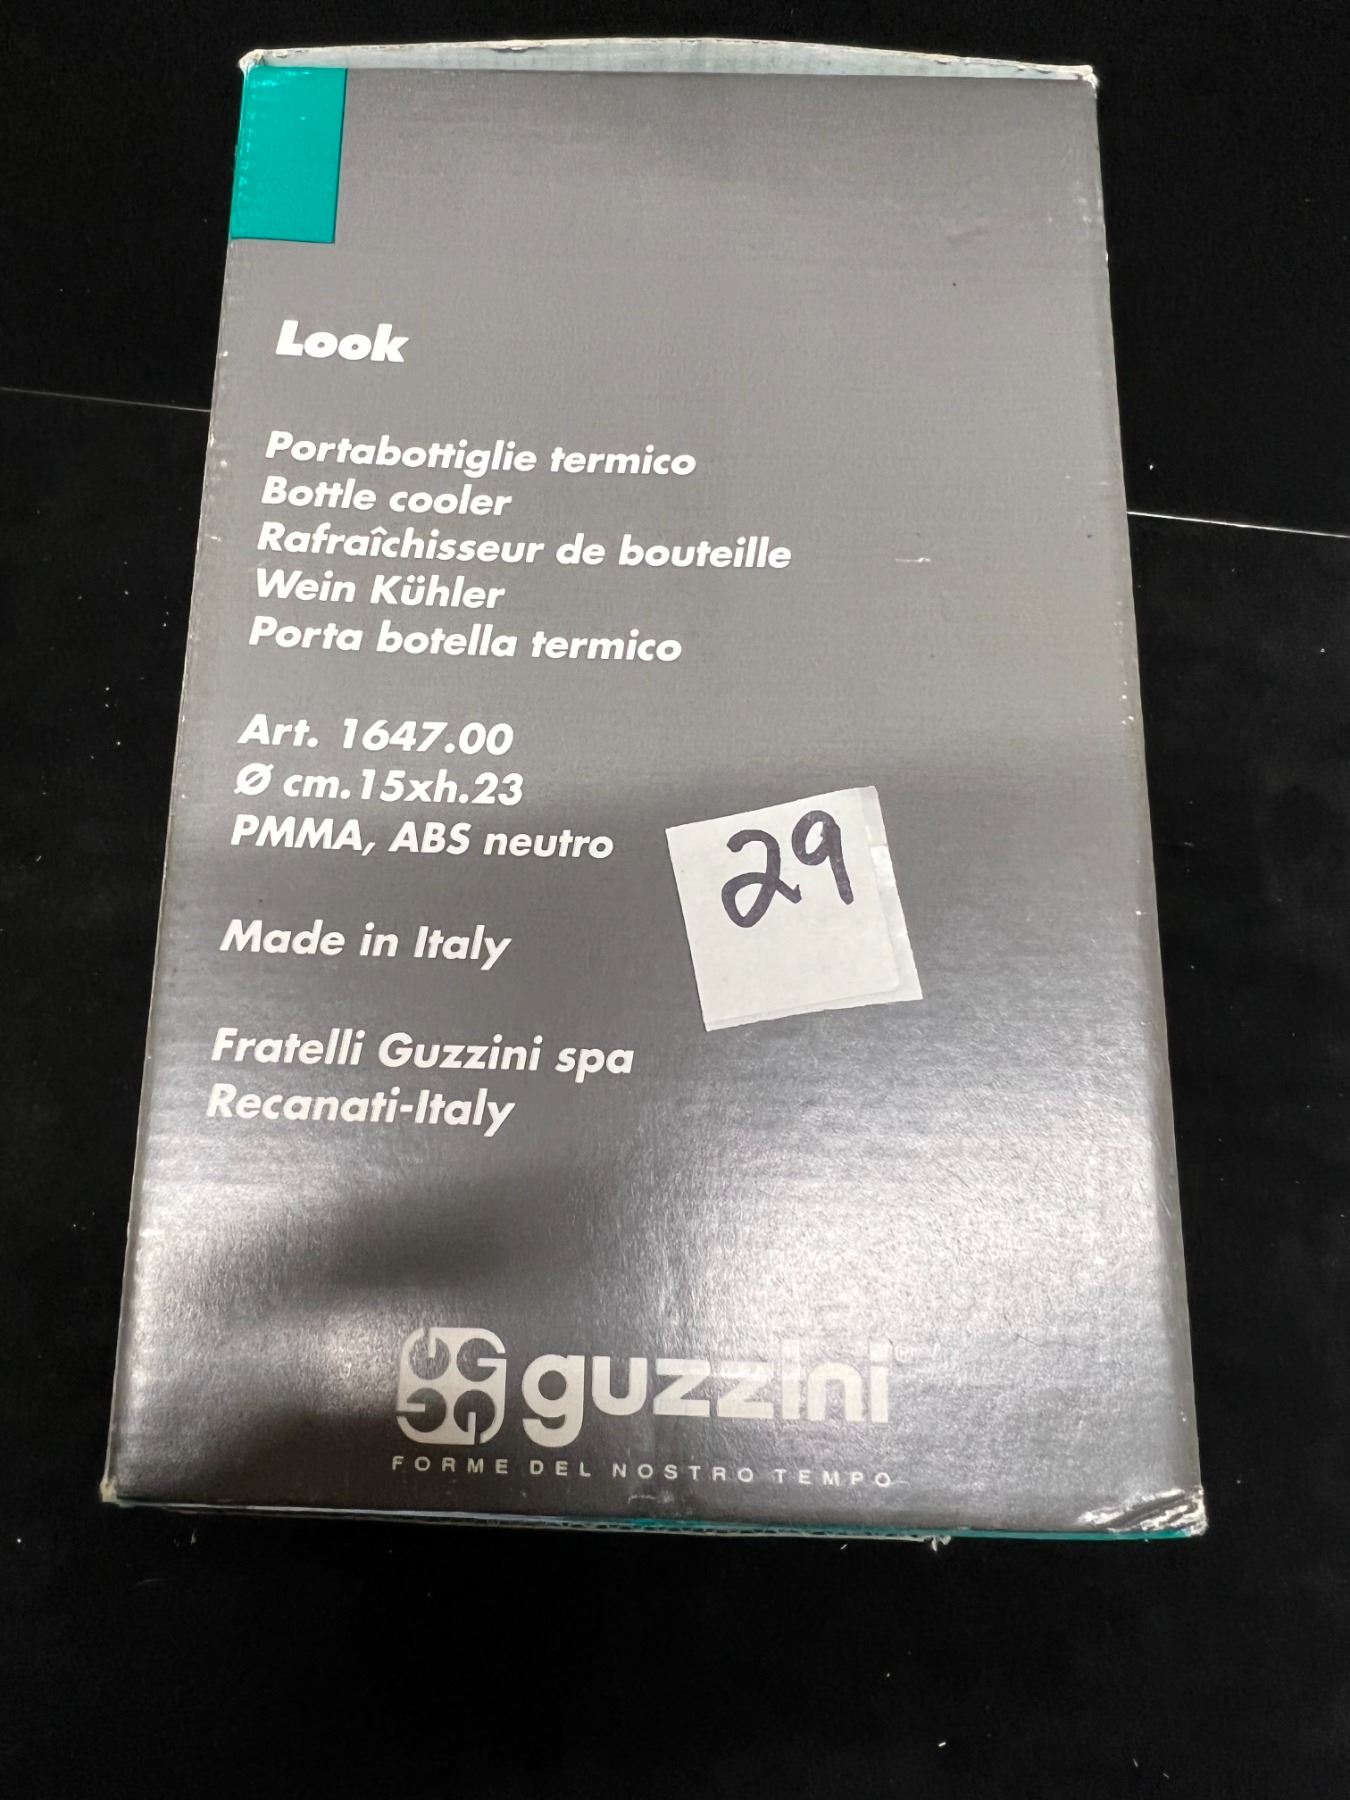 Look
Portabottiglie termico
Bottle cooler
Rafraîchisseur de bouteille
Wein Kühler
Porta botella termico
Art. 1647.00
Ø cm.15xh.23
PMMA, ABS neutro
29
Made in Italy
Fratelli Guzzini spa
Recanati-Italy
guzzini®
FORME DEL NOSTRO TEMPO